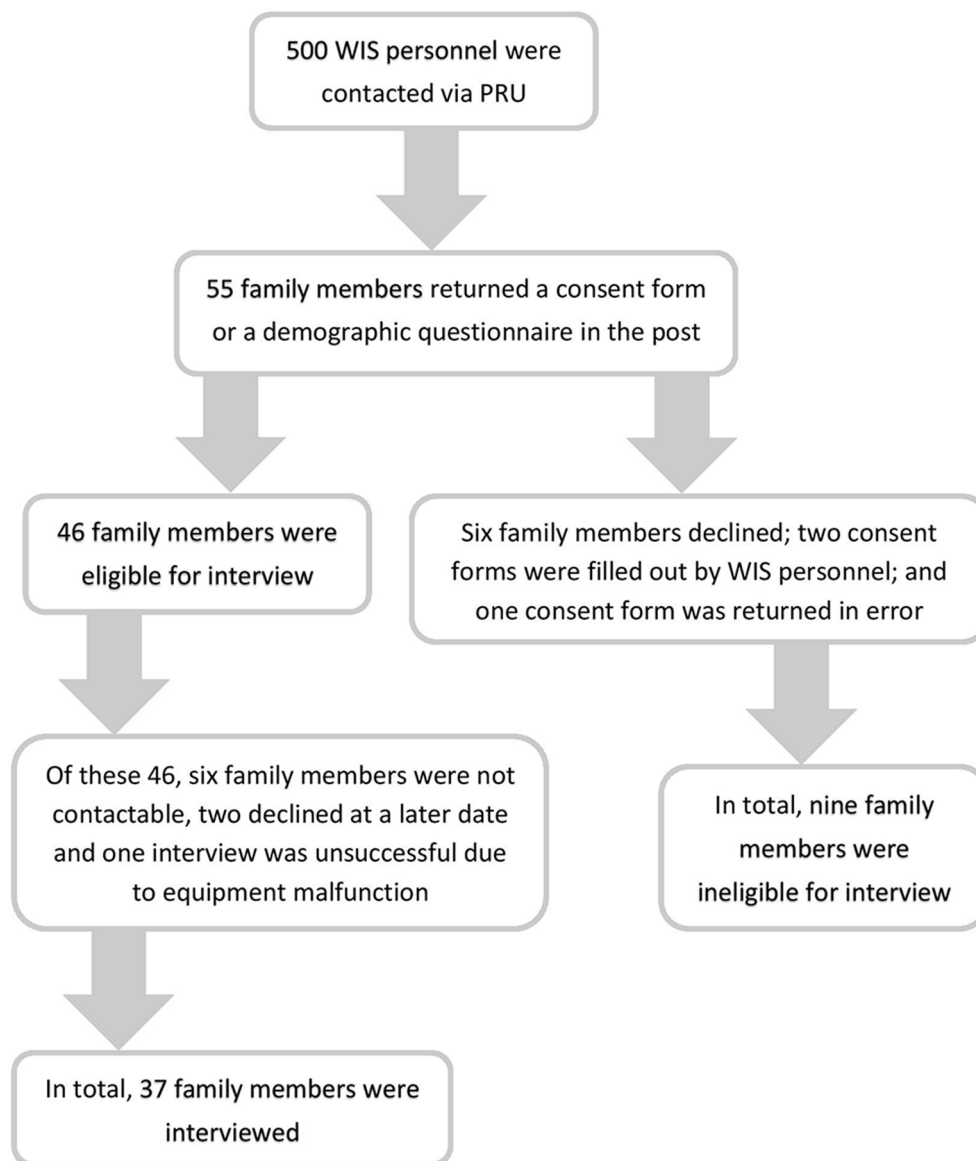 500 WIS personnel were
contacted via PRU
55 family members returned a consent form
or a demographic questionnaire in the post
46 family members were
eligible for interview
Six family members declined; two consent
forms were filled out by WIS personnel; and
one consent form was returned in error
Of these 46, six family members were not
contactable, two declined at a later date
and one interview was unsuccessful due
to equipment malfunction
In total, nine family
members were
ineligible for interview
In total, 37 family members were
interviewed